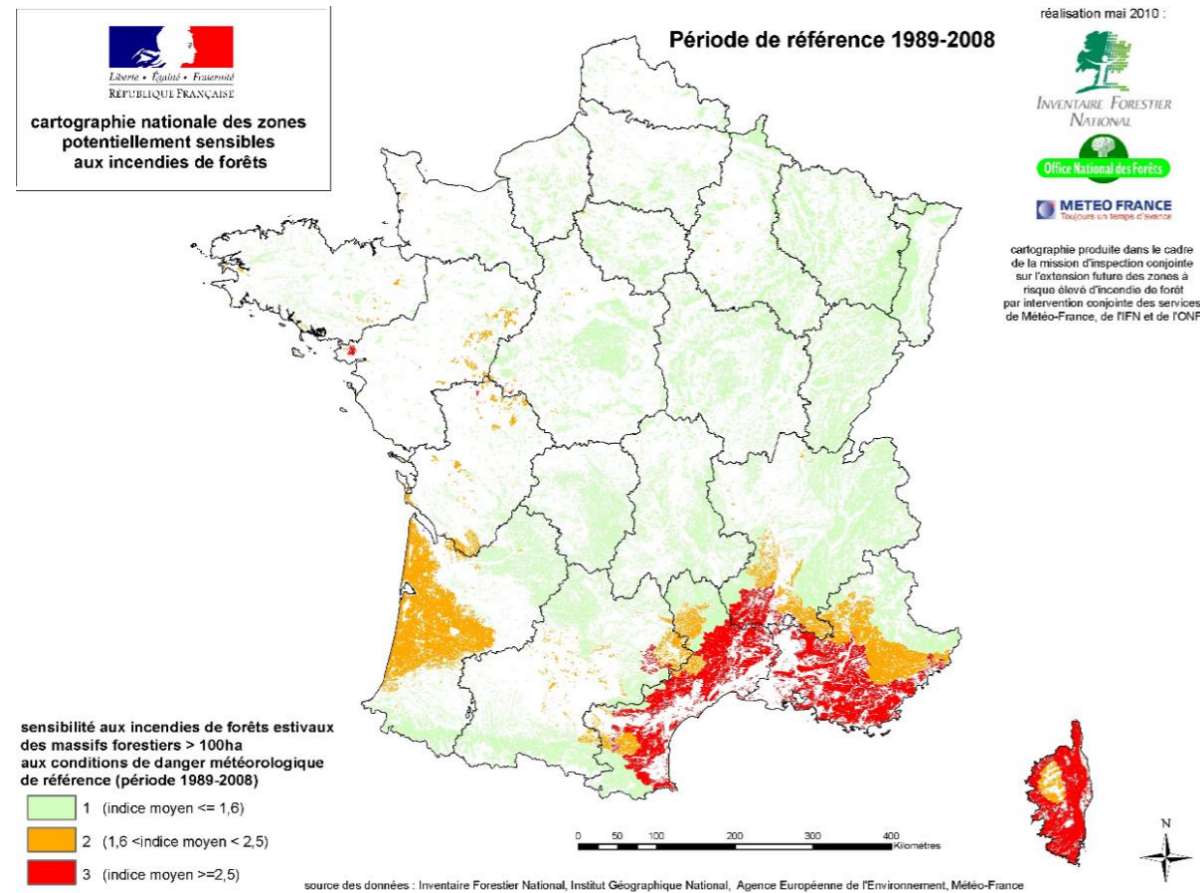 Liberté • Égalité • Fraternité
RÉPUBLIQUE FRANÇAISE
cartographie nationale des zones
potentiellement sensibles
aux incendies de forêts
Période de référence 1989-2008
réalisation mai 2010 :
INVENTAIRE FORESTIER
NATIONAL
Office National des Forêts
METEO FRANCE
Toujours un temps d'avance
cartographie produite dans le cadre
de la mission d'inspection conjointe
sur l'extension future des zones à
risque élevé d'incendie de forêt
par intervention conjointe des services
de Météo-France, de l'IFN et de l'ONF
sensibilité aux incendies de forêts estivaux
des massifs forestiers > 100ha
aux conditions de danger météorologique
de référence (période 1989-2008)
1 (indice moyen <= 1,6)
2 (1,6 <indice moyen < 2,5)
3 (indice moyen >=2,5)
0 50 100 200 300 400
Kilomètres
N
source des données : Inventaire Forestier National, Institut Géographique National, Agence Européenne de l'Environnement, Météo-France